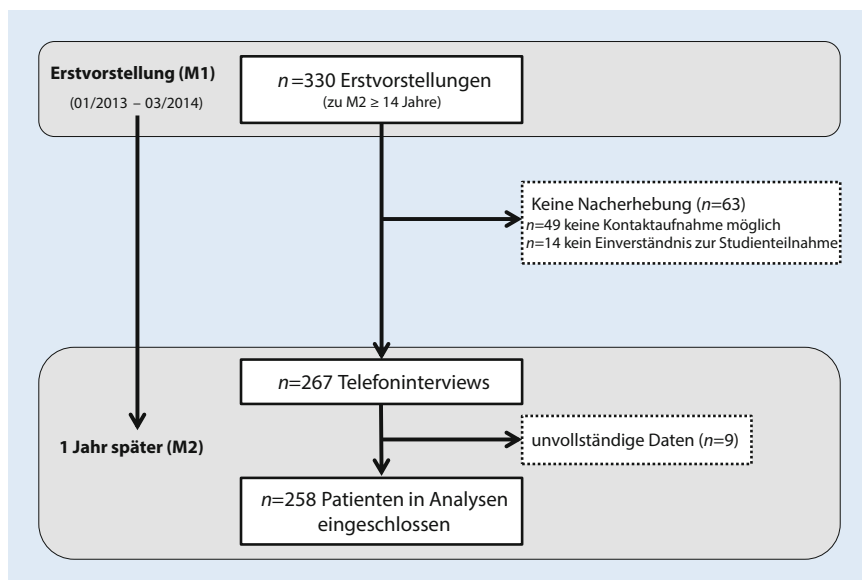 Erstvorstellung (M1)
(01/2013 – 03/2014)
n=330 Erstvorstellungen
(zu M2 ≥ 14 Jahre)
Keine Nacherhebung (n=63)
n=49 keine Kontaktaufnahme möglich
n=14 kein Einverständnis zur Studienteilnahme
n=267 Telefoninterviews
1 Jahr später (M2)
unvollständige Daten (n=9)
n=258 Patienten in Analysen
eingeschlossen